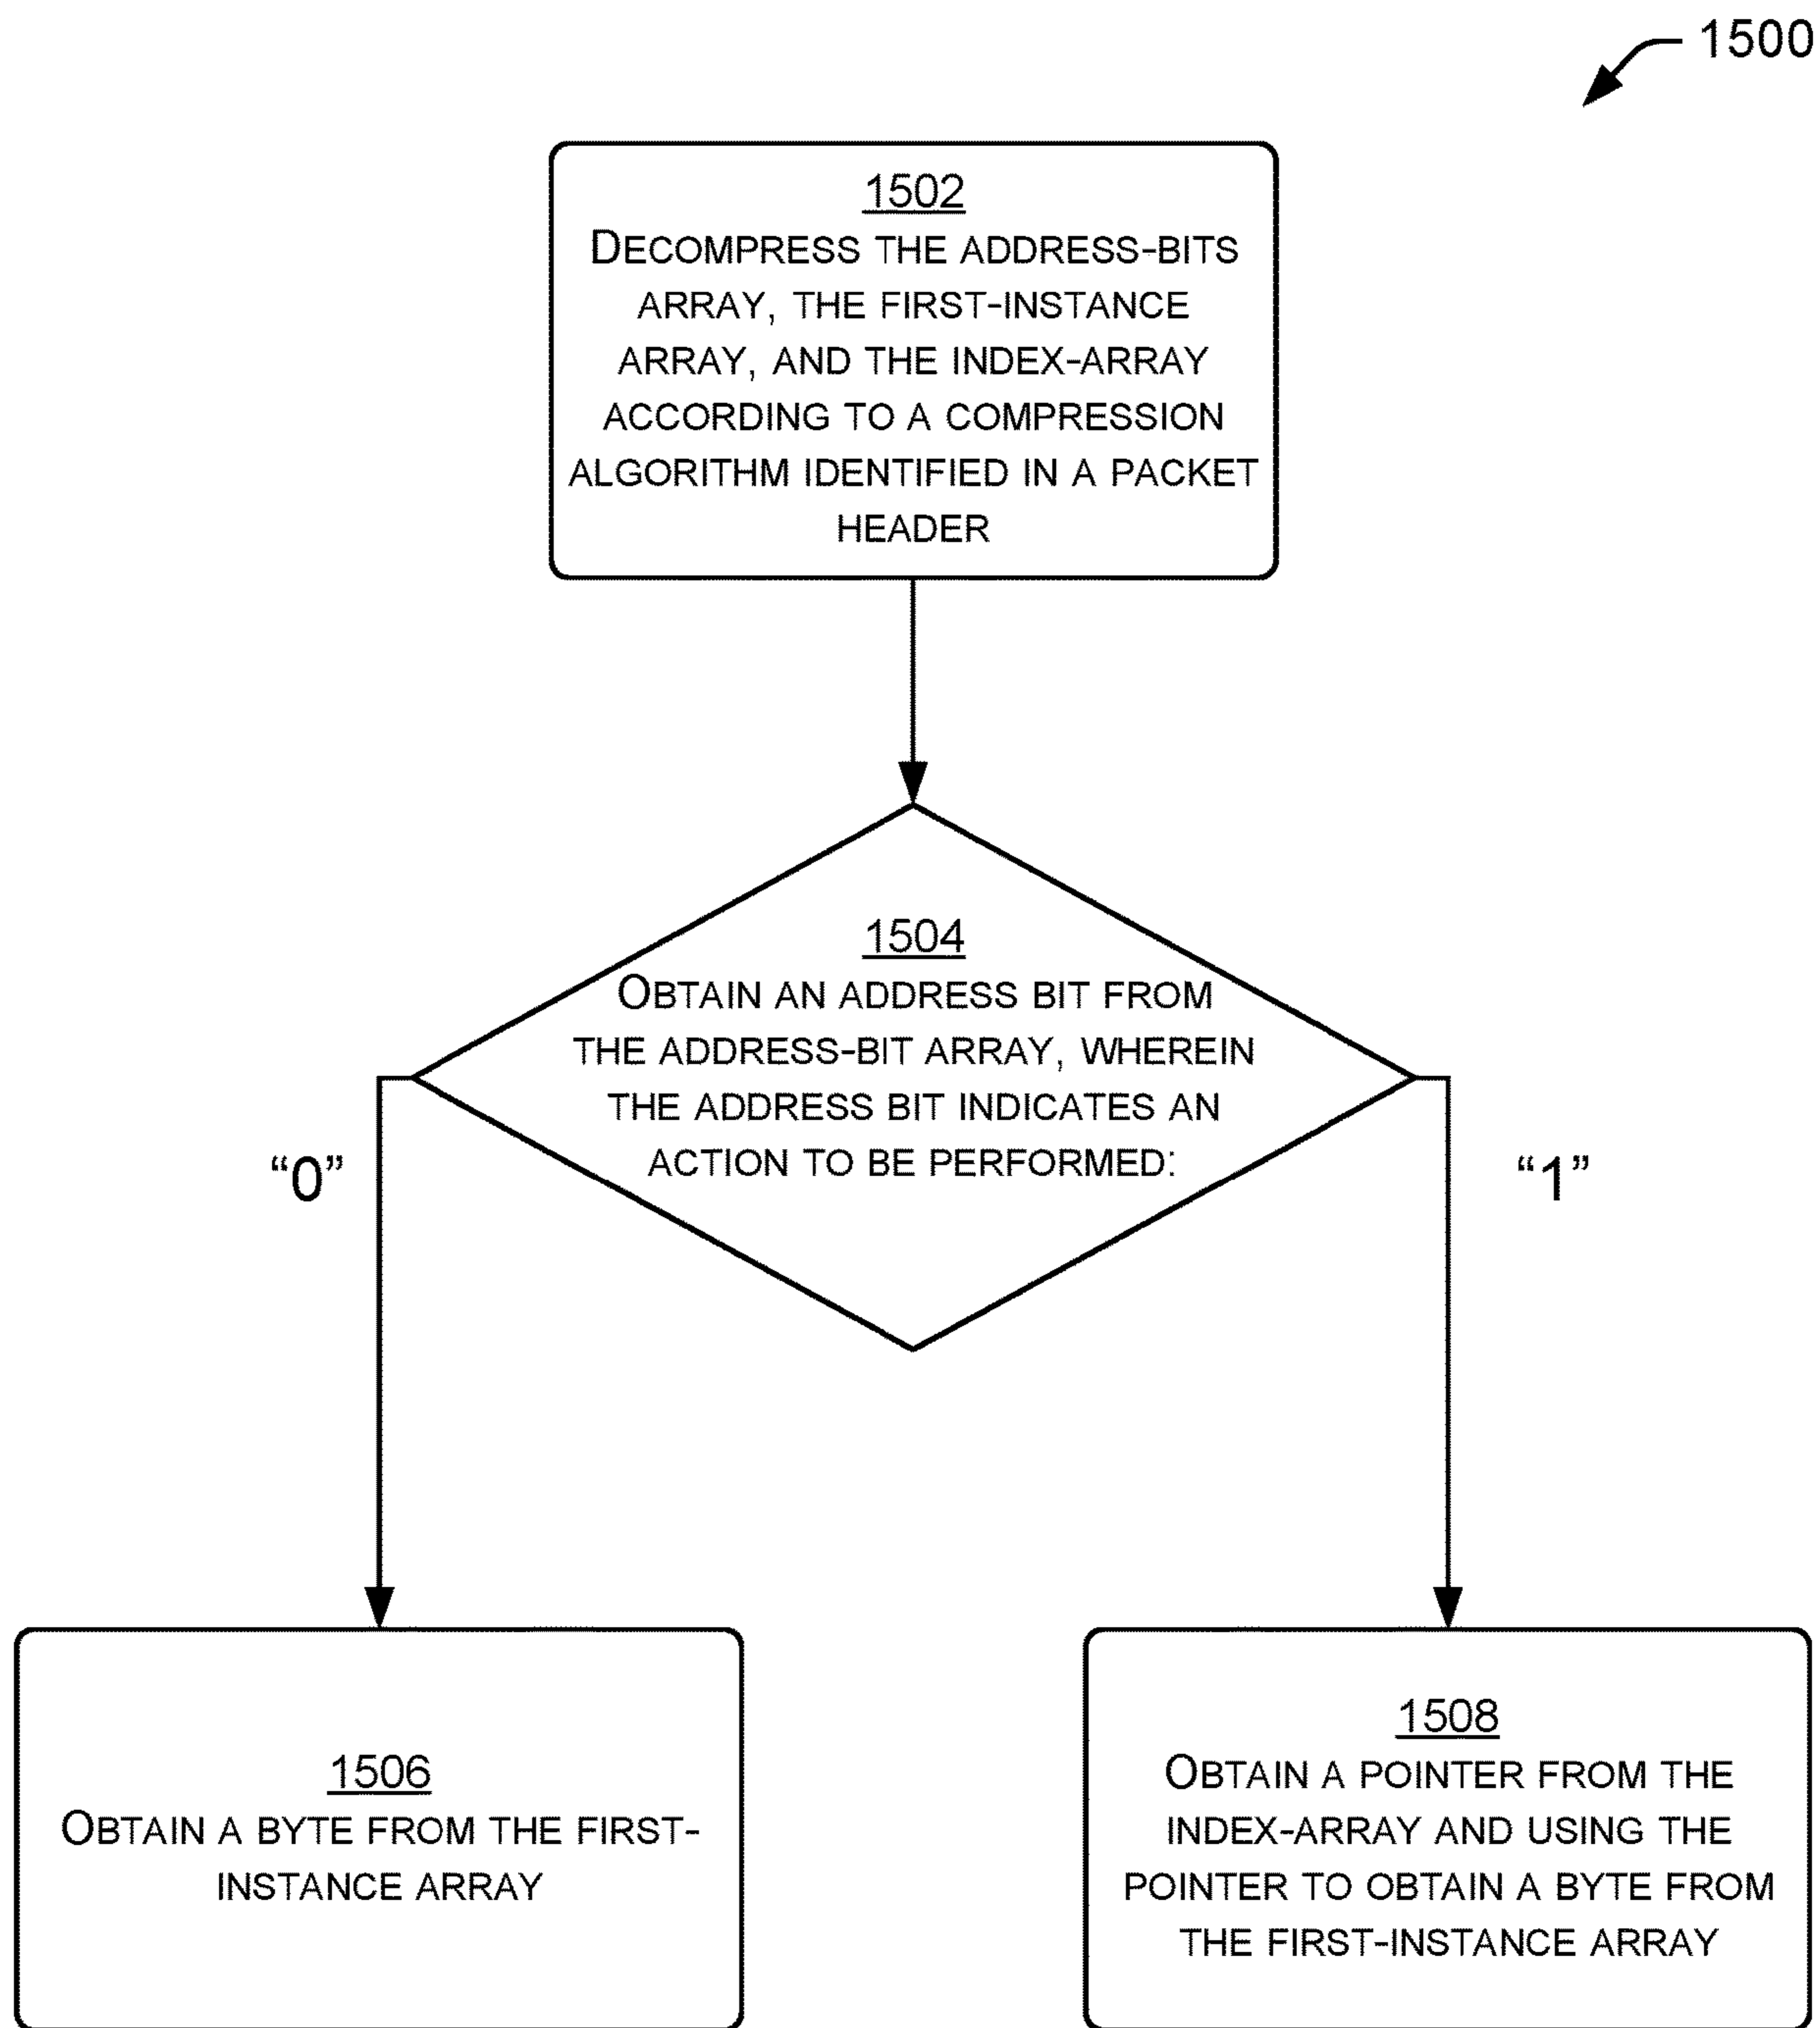 1500
1502
DECOMPRESS THE ADDRESS-BITS
ARRAY, THE FIRST-INSTANCE
ARRAY, AND THE INDEX-ARRAY
ACCORDING TO A COMPRESSION
ALGORITHM IDENTIFIED IN A PACKET
HEADER
1504
OBTAIN AN ADDRESS BIT FROM
THE ADDRESS-BIT ARRAY, WHEREIN
THE ADDRESS BIT INDICATES AN
ACTION TO BE PERFORMED:
“0”
“1”
1506
OBTAIN A BYTE FROM THE FIRST-
INSTANCE ARRAY
1508
OBTAIN A POINTER FROM THE
INDEX-ARRAY AND USING THE
POINTER TO OBTAIN A BYTE FROM
THE FIRST-INSTANCE ARRAY